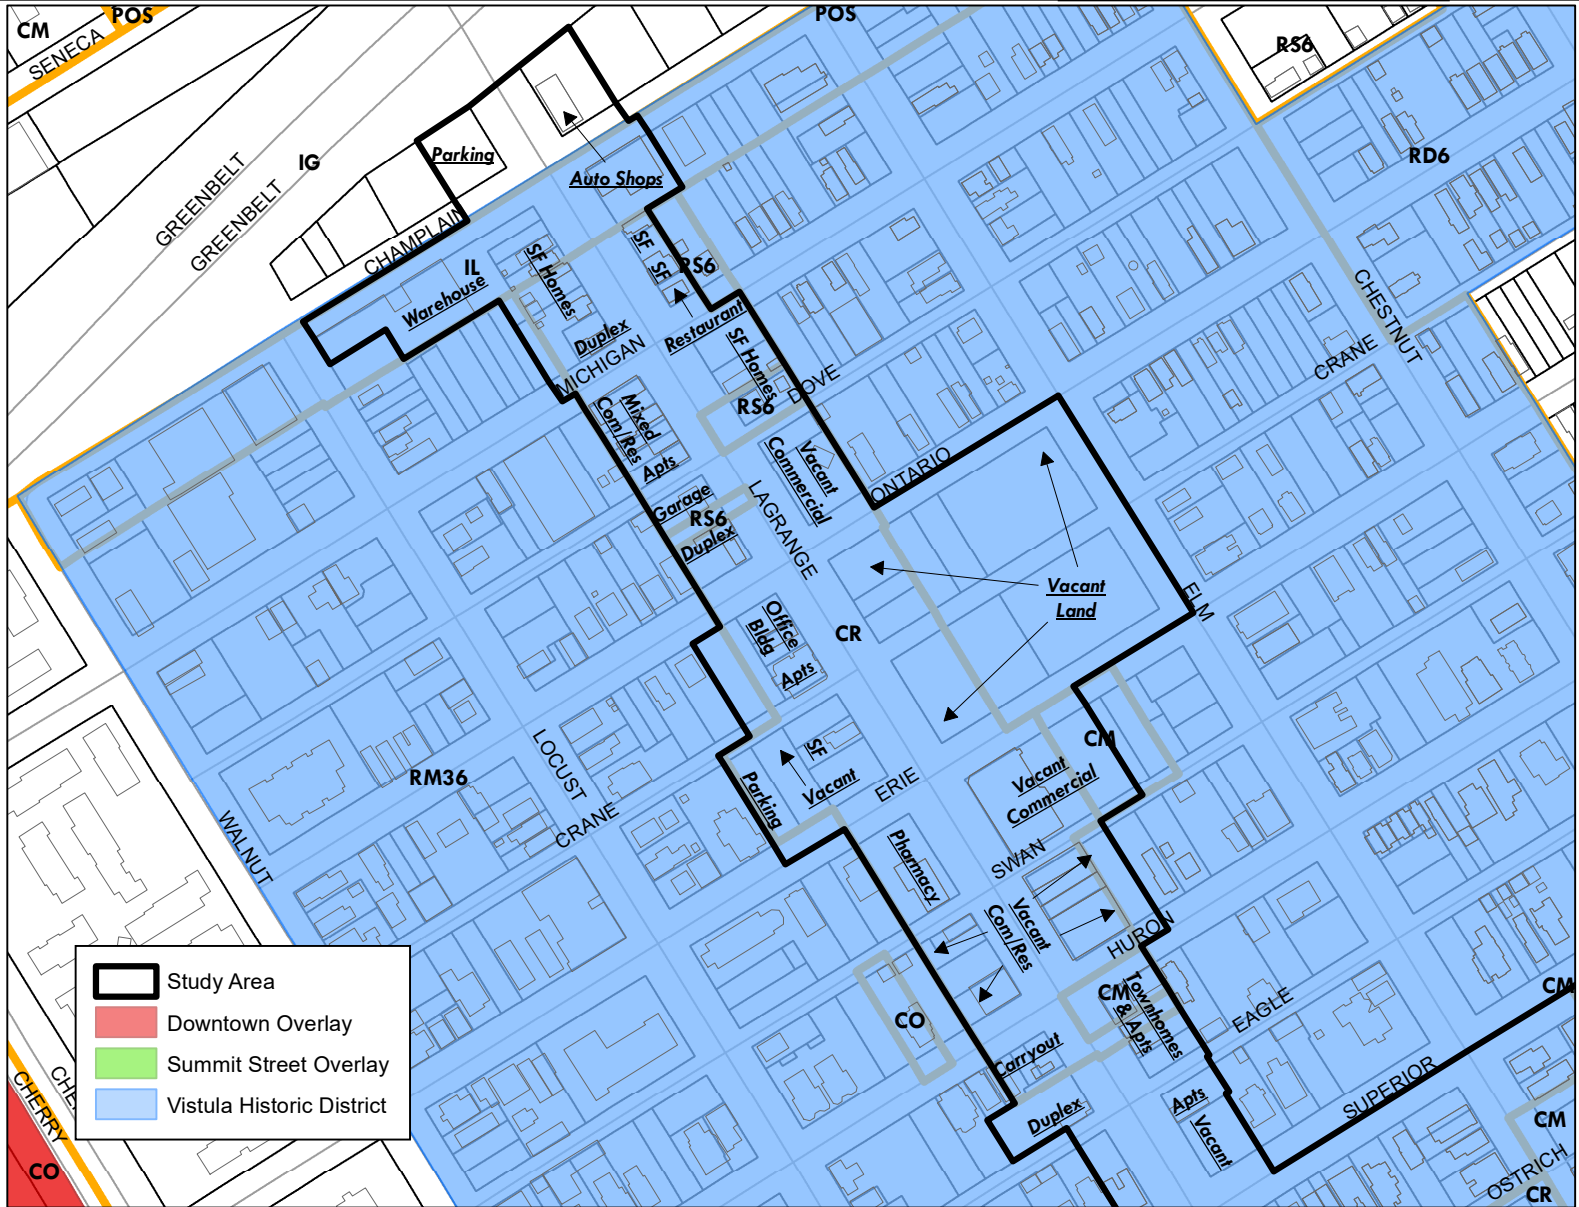 POS
POS
CM
SENECA
RS6
GREENBELT
GREENBELT
IG
Parking
Auto Shops
RD6
CHAMPLAIN
IL
Warehouse
SF Homes
SF
SF
RS6
Duplex
Restaurant
MICHIGAN
SF Homes
DOVE
CHESTNUT
CRANE
Mixed
Com/Res
RS6
Apts
Vacant
Commercial
ONTARIO
Garage
LAGRANGE
RS6
Duplex
Vacant
Land
ELM
Office
Bldg
CR
Apts
LOCUST
RM36
CM
SF
Parking
Vacant
ERIE
Vacant
Commercial
WALNUT
CRANE
Pharmacy
SWAN
Vacant
Com/Res
HURON
CO
CM
Townhomes
& Apts
EAGLE
CM
Carryout
SUPERIOR
Duplex
Apts
Vacant
CM
OSTRICH
CR
Study Area
Downtown Overlay
Summit Street Overlay
Vistula Historic District
CHERRY
CO